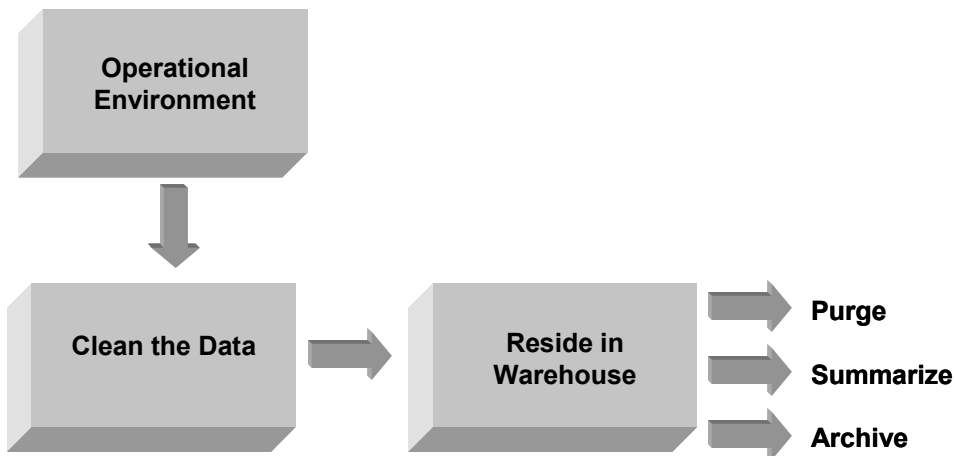 Operational
Environment
Clean the Data
Reside in
Warehouse
Purge
Summarize
Archive